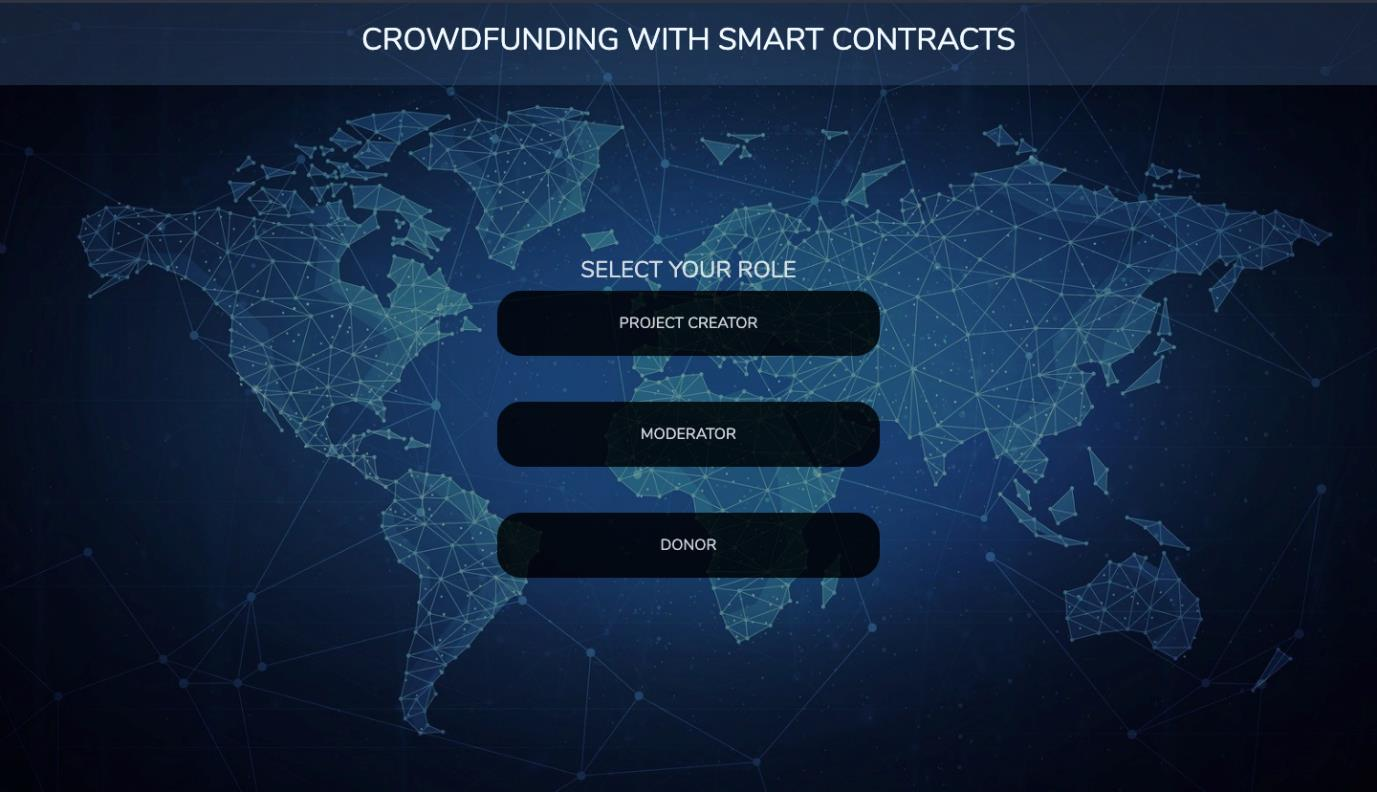 CROWDFUNDING WITH SMART CONTRACTS
SELECT YOUR ROLE
PROJECT CREATOR
MODERATOR
DONOR